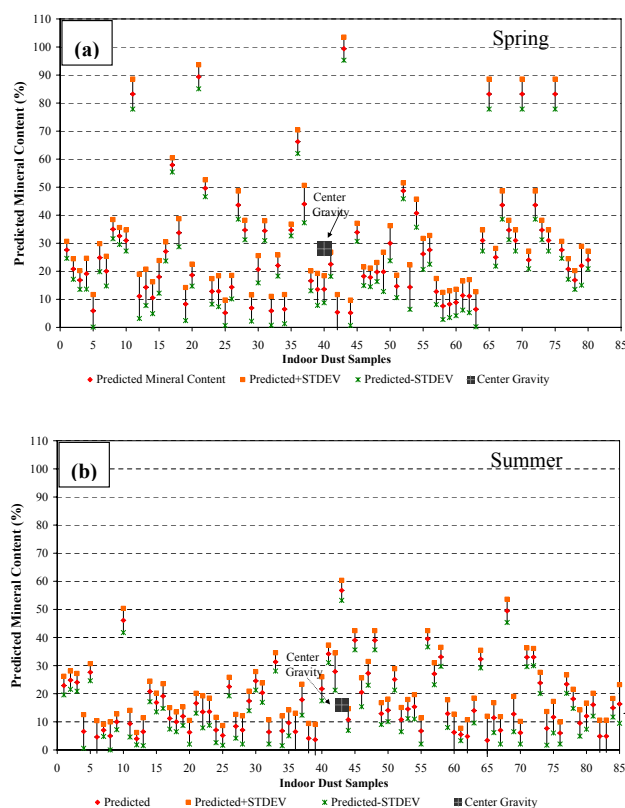 (a)
Spring
Predicted Mineral Content (%)
110
100
90
80
70
60
50
40
30
20
10
0
Center
Gravity
0 5 10 15 20 25 30 35 40 45 50 55 60 65 70 75 80 85
Indoor Dust Samples
Predicted Mineral Content Predicted+STDEV Predicted-STDEV Center Gravity
(b)
Summer
Predicted Mineral Content (%)
110
100
90
80
70
60
50
40
30
20
10
0
Center
Gravity
0 5 10 15 20 25 30 35 40 45 50 55 60 65 70 75 80 85
Indoor Dust Samples
Predicted Predicted+STDEV Predicted-STDEV Center Gravity